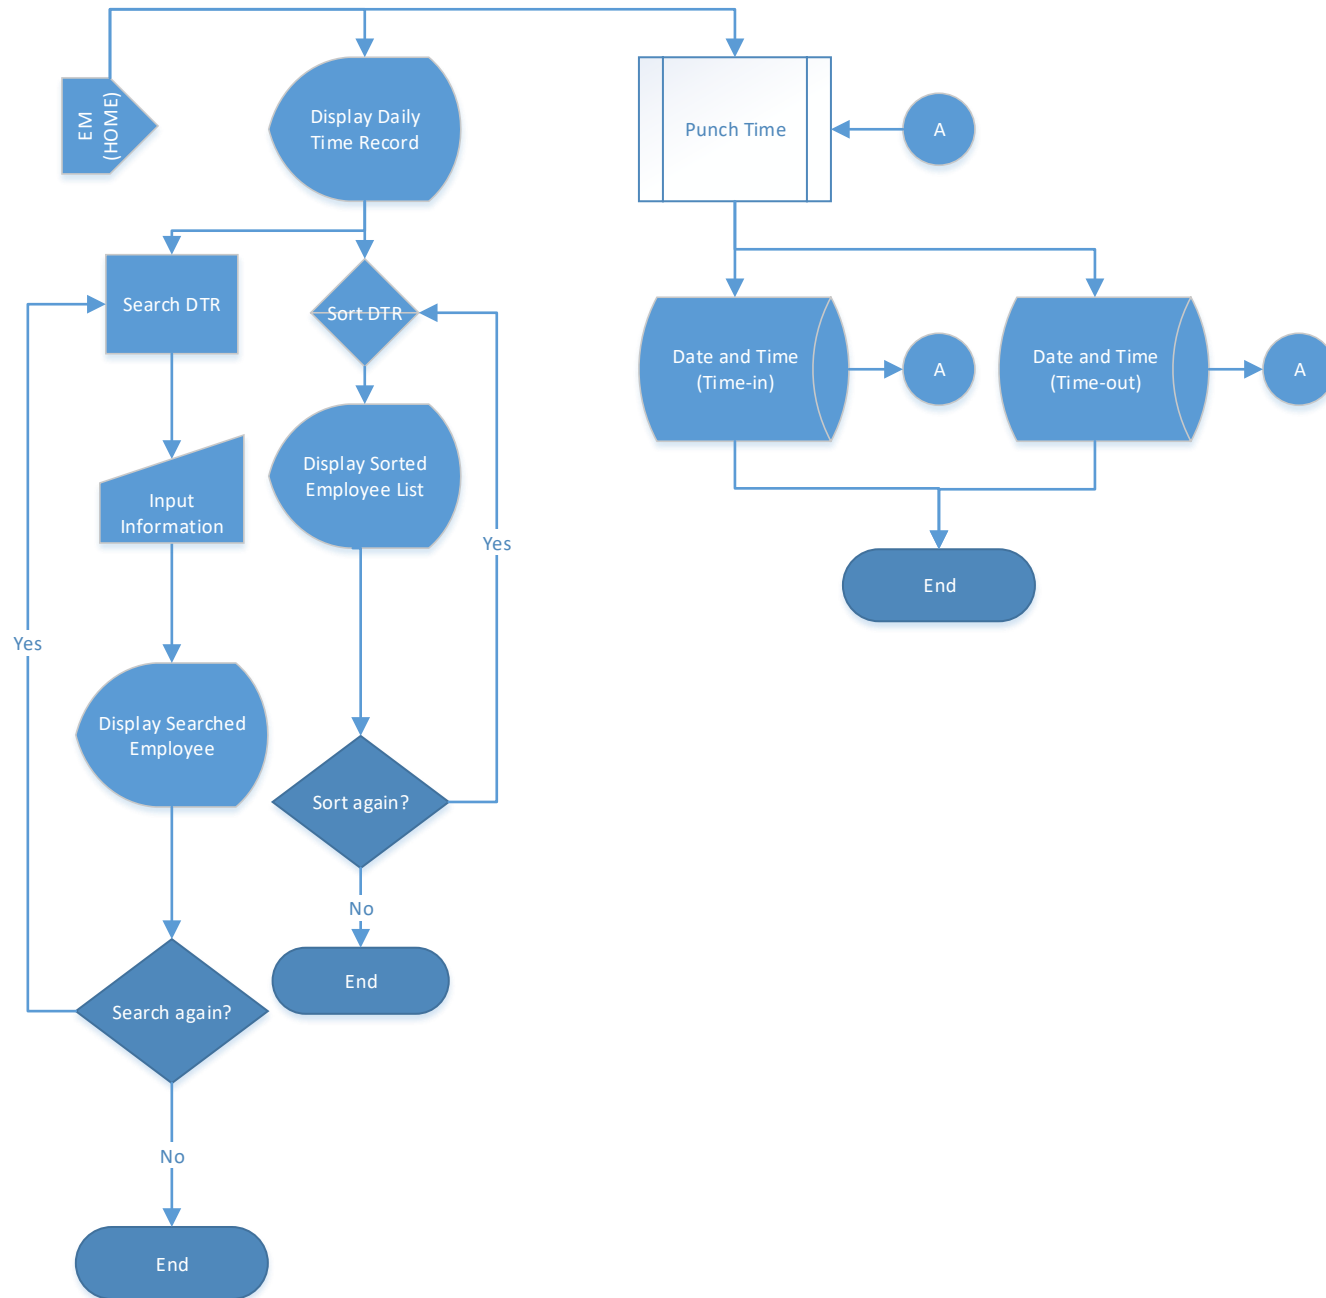 EM
(HOME)
Display Daily
Time Record
Punch Time
A
Search DTR
Sort DTR
Date and Time
(Time-in)
A
Date and Time
(Time-out)
A
Display Sorted
Employee List
Input
Information
Yes
End
Yes
Display Searched
Employee
Sort again?
No
End
Search again?
No
End